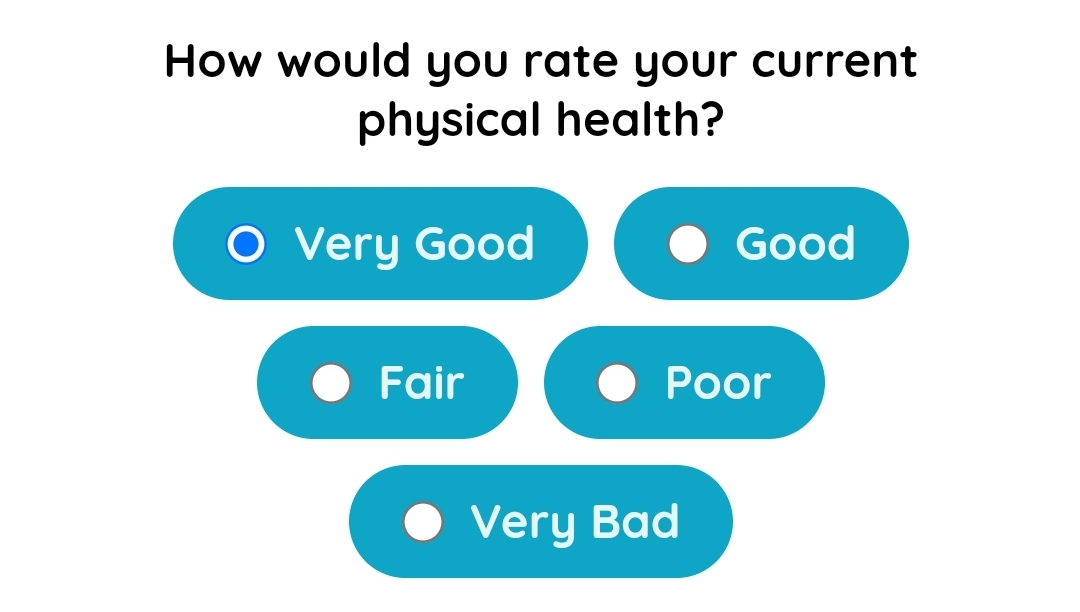 How would you rate your current
physical health?
Very Good
Good
Fair
Poor
Very Bad